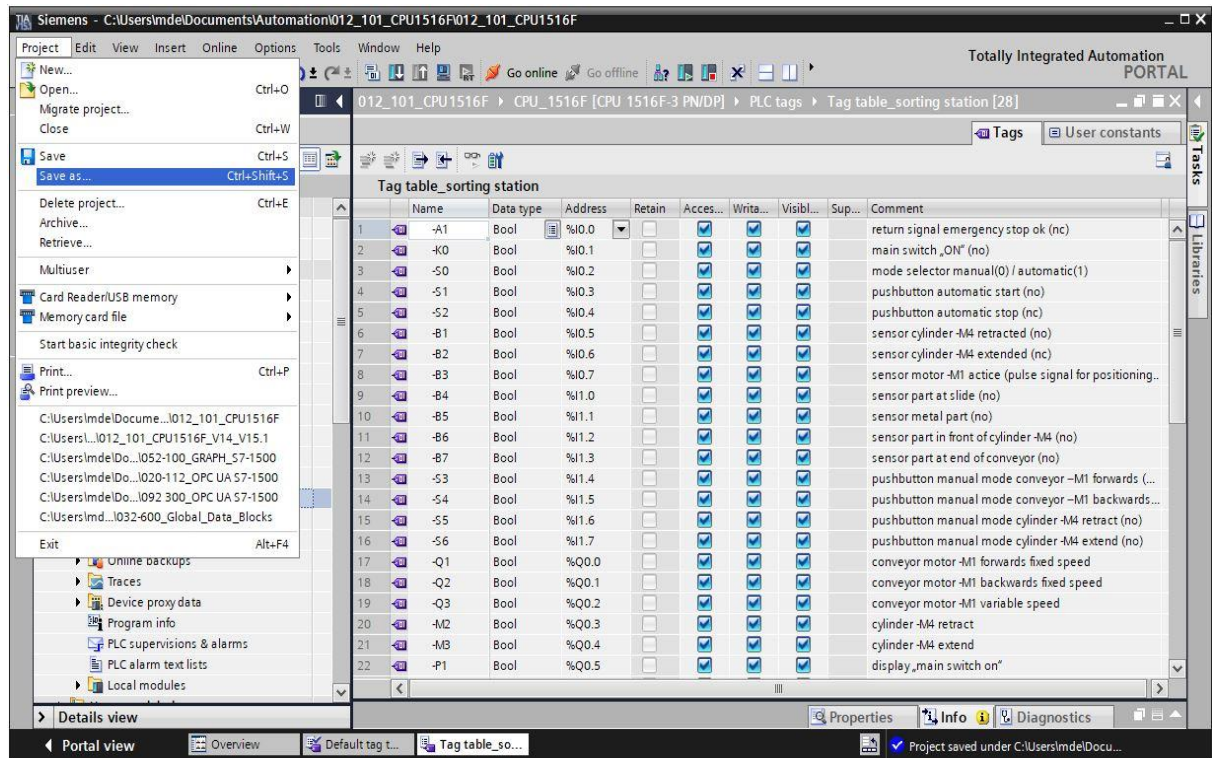 Siemens - C:\Users\mde\Documents\Automation\012_101_CPU1516F\012_101_CPU1516F
Project Edit View Insert Online Options Tools Window Help
Totally Integrated Automation
PORTAL
Go online Go offline
New...
Open... Ctrl+O
Migrate project...
Close Ctrl+W
Save Ctrl+S
Save as... Ctrl+Shift+S
Delete project... Ctrl+E
Archive...
Retrieve...
Multiuser
Card Reader/USB memory
Memory card file
Start basic integrity check
Print... Ctrl+P
Print preview...
C:\Users\mde\Docume...\012_101_CPU1516F
C:\Users\...\012_101_CPU1516F_V14_V15.1
C:\Users\mde\Do...\052-100_GRAPH_S7-1500
C:\Users\mde\Do...\020-112_OPC UA S7-1500
C:\Users\mde\Do...\092 300_OPC UA S7-1500
C:\Users\md...\032-600_Global_Data_Blocks
Exit Alt+F4
Online backups
Traces
Device proxy data
Program info
PLC supervisions & alarms
PLC alarm text lists
Local modules
Details view
012_101_CPU1516F CPU_1516F [CPU 1516F-3 PN/DP] PLC tags Tag table_sorting station [28]
Tags User constants
Tag table_sorting station
Name Data type Address Retain Acces... Writa... Visibl... Sup... Comment
1 -A1 Bool %I0.0 return signal emergency stop ok (nc)
2 -K0 Bool %I0.1 main switch „ON“ (no)
3 -S0 Bool %I0.2 mode selector manual(0) / automatic(1)
4 -S1 Bool %I0.3 pushbutton automatic start (no)
5 -S2 Bool %I0.4 pushbutton automatic stop (nc)
6 -B1 Bool %I0.5 sensor cylinder -M4 retracted (no)
7 -B2 Bool %I0.6 sensor cylinder -M4 extended (nc)
8 -B3 Bool %I0.7 sensor motor -M1 actice (pulse signal for positioning..
9 -B4 Bool %I1.0 sensor part at slide (no)
10 -B5 Bool %I1.1 sensor metal part (no)
11 -B6 Bool %I1.2 sensor part in front of cylinder -M4 (no)
12 -B7 Bool %I1.3 sensor part at end of conveyor (no)
13 -S3 Bool %I1.4 pushbutton manual mode conveyor –M1 forwards (...
14 -S4 Bool %I1.5 pushbutton manual mode conveyor –M1 backwards...
15 -S5 Bool %I1.6 pushbutton manual mode cylinder -M4 retract (no)
16 -S6 Bool %I1.7 pushbutton manual mode cylinder -M4 extend (no)
17 -Q1 Bool %Q0.0 conveyor motor -M1 forwards fixed speed
18 -Q2 Bool %Q0.1 conveyor motor -M1 backwards fixed speed
19 -Q3 Bool %Q0.2 conveyor motor -M1 variable speed
20 -M2 Bool %Q0.3 cylinder -M4 retract
21 -M3 Bool %Q0.4 cylinder -M4 extend
22 -P1 Bool %Q0.5 display „main switch on“
Tasks
Libraries
Properties Info Diagnostics
Portal view Overview Default tag t... Tag table_so... Project saved under C:\Users\mde\Docu...